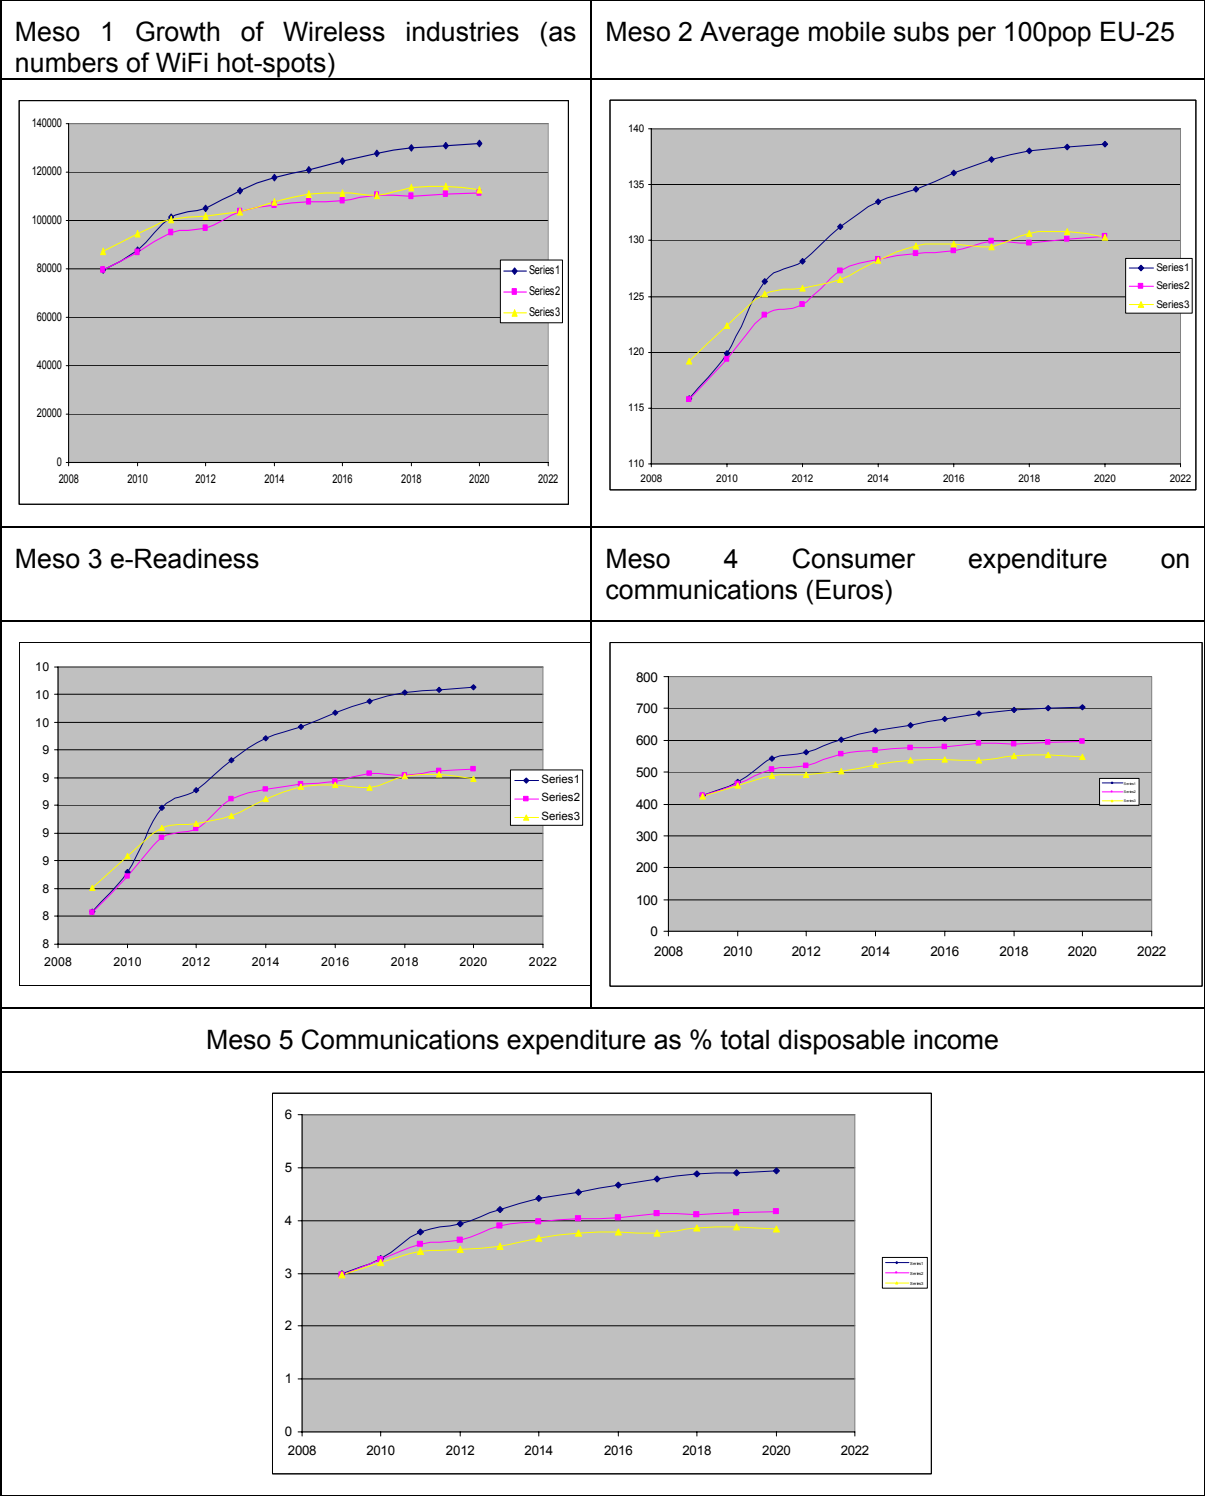 Meso 1 Growth of Wireless industries (as
numbers of WiFi hot-spots)
Meso 2 Average mobile subs per 100pop EU-25
140000
120000
100000
80000
60000
40000
20000
0
2008 2010 2012 2014 2016 2018 2020 2022
Series1
Series2
Series3
140
135
130
125
120
115
110
2008 2010 2012 2014 2016 2018 2020 2022
Series1
Series2
Series3
Meso 3 e-Readiness
Meso 4 Consumer expenditure on
communications (Euros)
10
10
10
9
9
9
9
9
8
8
8
2008 2010 2012 2014 2016 2018 2020 2022
Series1
Series2
Series3
800
700
600
500
400
300
200
100
0
2008 2010 2012 2014 2016 2018 2020 2022
Series1
Series2
Series3
Meso 5 Communications expenditure as % total disposable income
6
5
4
3
2
1
0
2008 2010 2012 2014 2016 2018 2020 2022
Series1
Series2
Series3